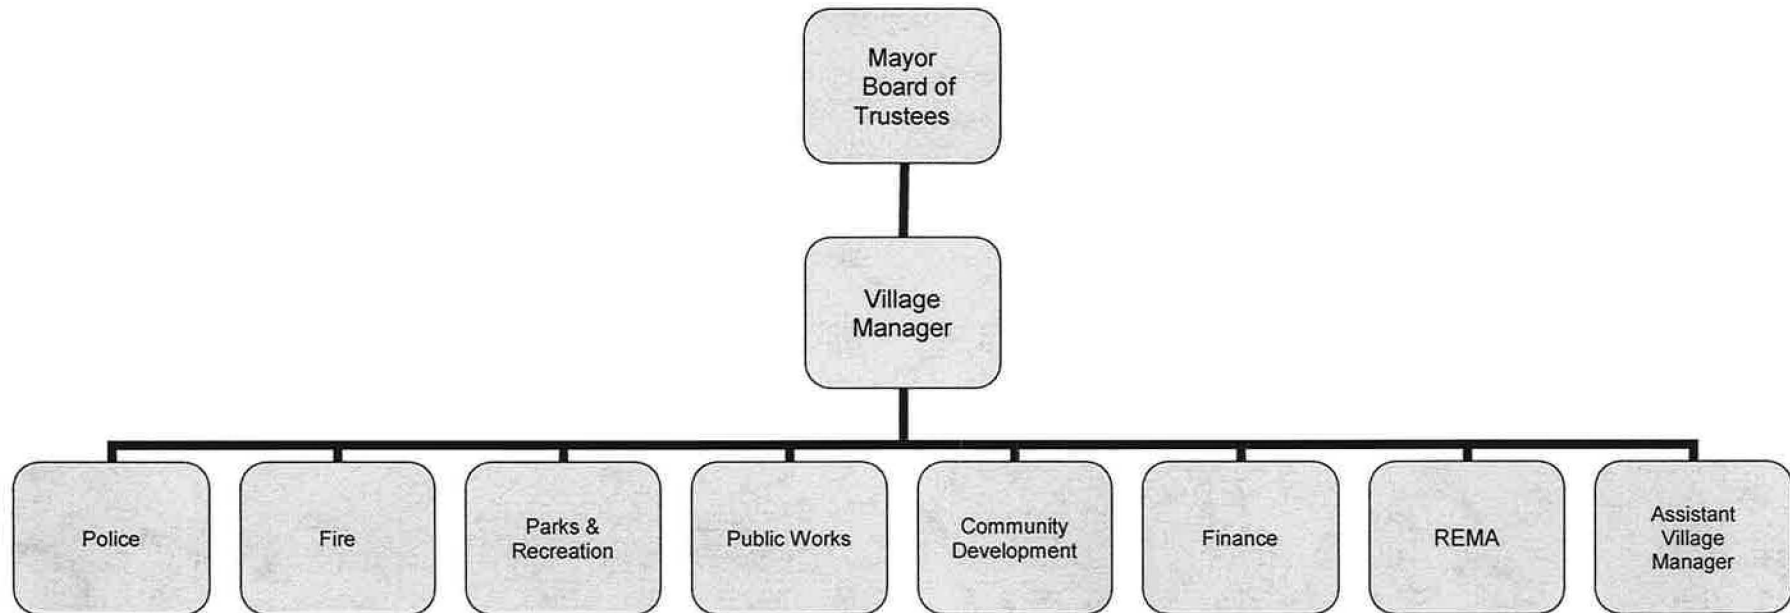 Mayor
Board of
Trustees
Village
Manager
Police
Fire
Parks &
Recreation
Public Works
Community
Development
Finance
REMA
Assistant
Village
Manager